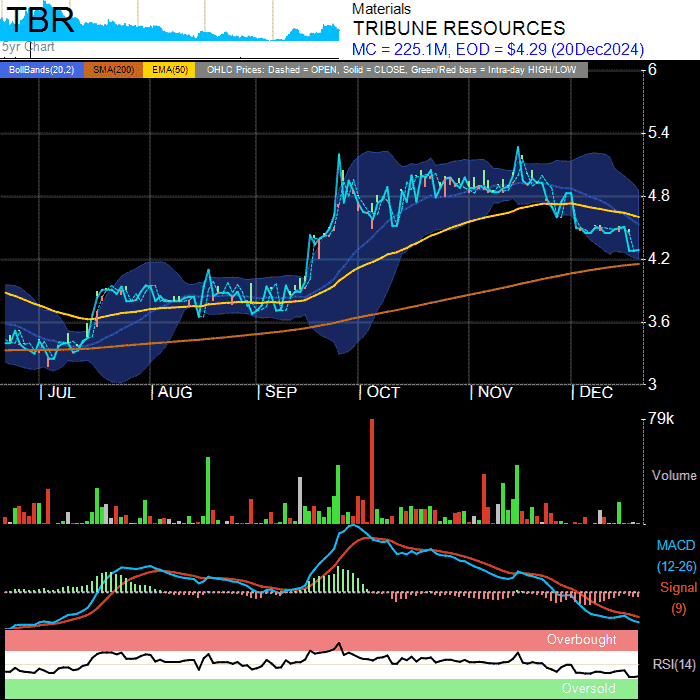 TBR
5yr Chart
Materials
TRIBUNE RESOURCES
MC = 225.1M, EOD = $4.29 (20Dec2024)
BollBands(20,2) SMA(200) EMA(50) OHLC Prices: Dashed = OPEN, Solid = CLOSE, Green/Red bars = Intra-day HIGH/LOW
6
5.4
4.8
4.2
3.6
3
JUL AUG SEP OCT NOV DEC
79k
Volume
MACD
(12-26)
Signal
(9)
Overbought
RSI(14)
Oversold